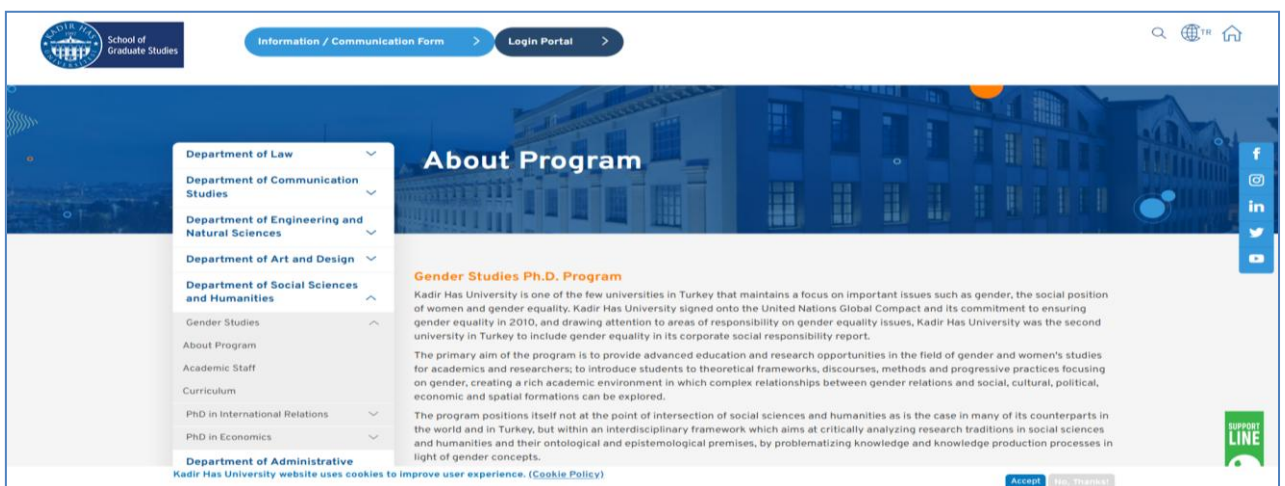 KADIR HAS
School of
Graduate Studies
Information / Communication Form >
Login Portal >
TR
About Program
Department of Law
Department of Communication
Studies
Department of Engineering and
Natural Sciences
Department of Art and Design
Department of Social Sciences
and Humanities
Gender Studies
About Program
Academic Staff
Curriculum
PhD in International Relations
PhD in Economics
Department of Administrative
Gender Studies Ph.D. Program
Kadir Has University is one of the few universities in Turkey that maintains a focus on important issues such as gender, the social position
of women and gender equality. Kadir Has University signed onto the United Nations Global Compact and its commitment to ensuring
gender equality in 2010, and drawing attention to areas of responsibility on gender equality issues, Kadir Has University was the second
university in Turkey to include gender equality in its corporate social responsibility report.
The primary aim of the program is to provide advanced education and research opportunities in the field of gender and women's studies
for academics and researchers; to introduce students to theoretical frameworks, discourses, methods and progressive practices focusing
on gender, creating a rich academic environment in which complex relationships between gender relations and social, cultural, political,
economic and spatial formations can be explored.
The program positions itself not at the point of intersection of social sciences and humanities as is the case in many of its counterparts in
the world and in Turkey, but within an interdisciplinary framework which aims at critically analyzing research traditions in social sciences
and humanities and their ontological and epistemological premises, by problematizing knowledge and knowledge production processes in
light of gender concepts.
f
in
SUPPORT
LINE
Kadir Has University website uses cookies to improve user experience. (Cookie Policy)
Accept
No, Thanks!